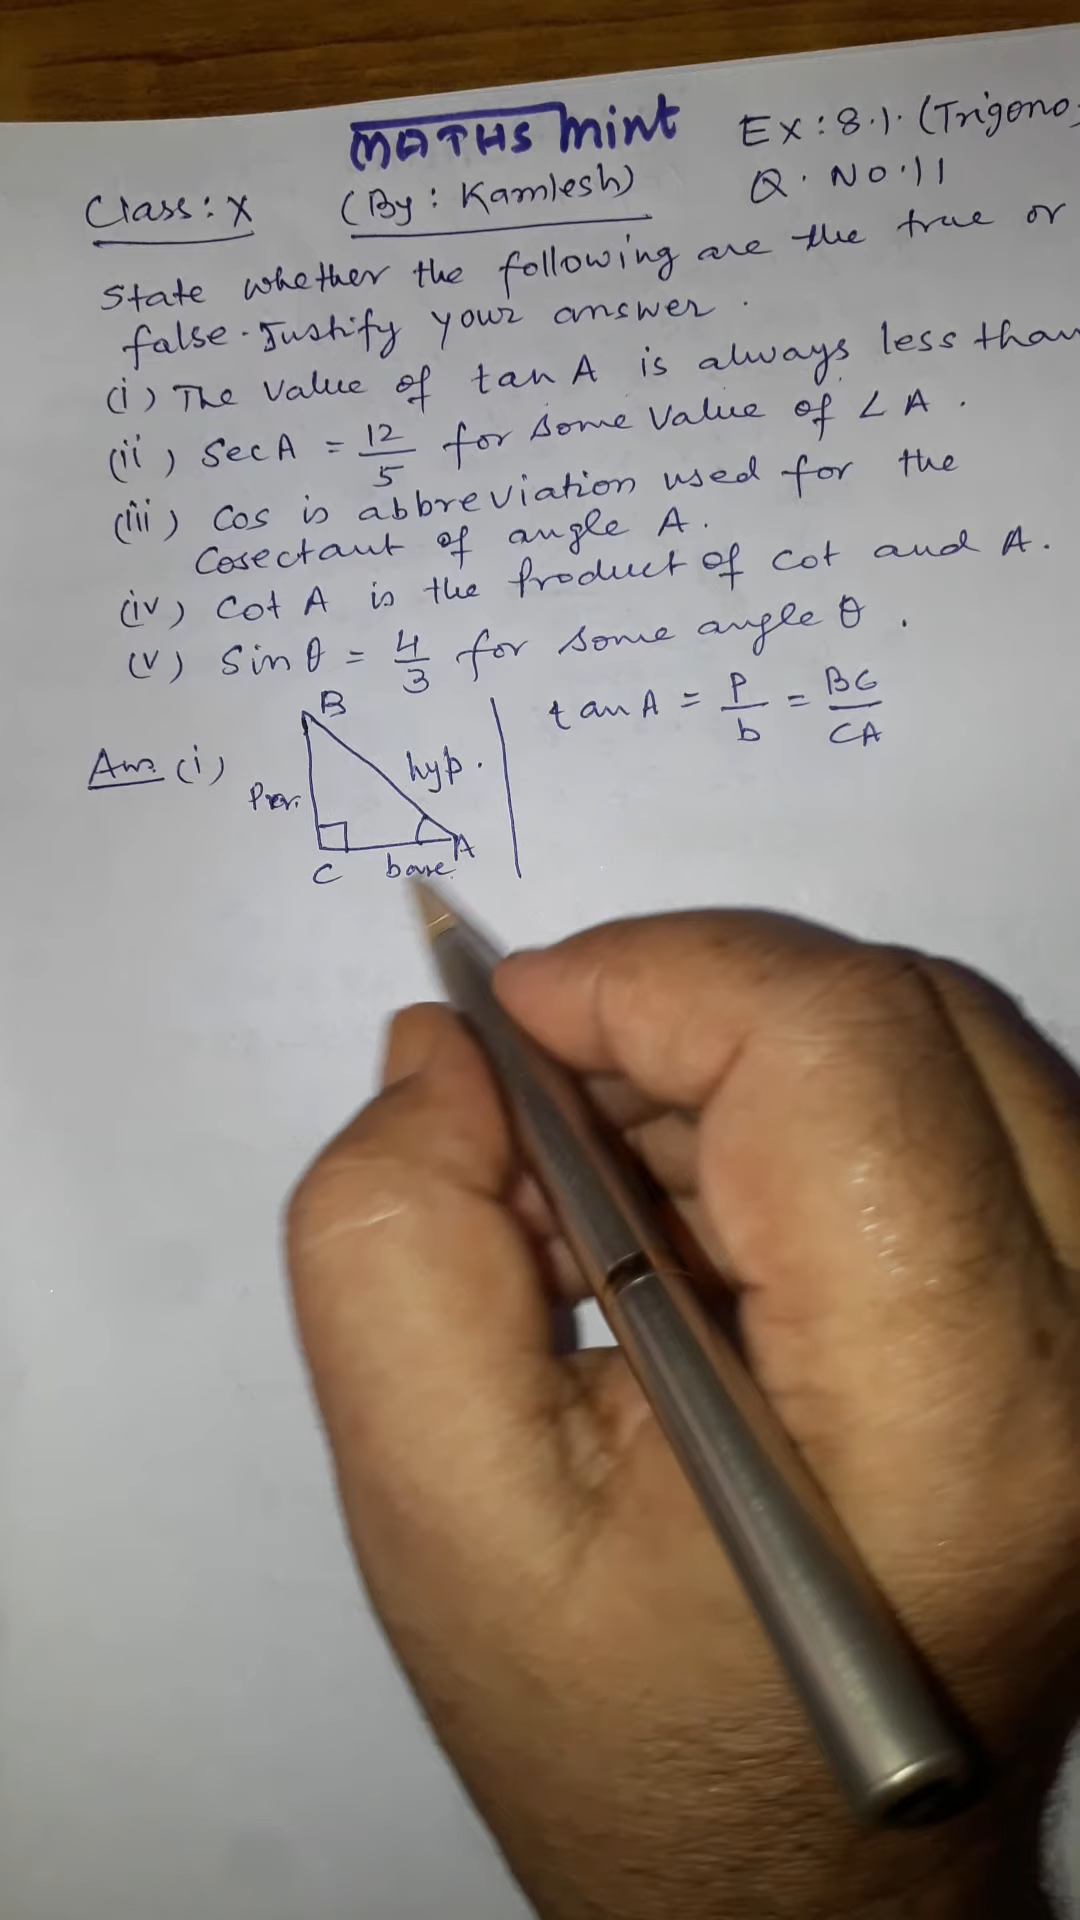 MATHS Mint
Ex: 8.1. (Trigono
Class: X
(By: Kamlesh)
Q. No. 11
State whether the following are the true or
false. Justify your answer.
(i) The Value of tan A is always less than
(ii) Sec A = 12/5 for some value of ∠A.
(iii) Cos is abbreviation used for the
Cosectant of angle A.
(iv) Cot A is the Product of cot and A.
(v) Sin θ = 4/3 for some angle θ.
Ans. (i)
B
Per.
hyp.
C
base
A
tan A = P/b = BC/CA